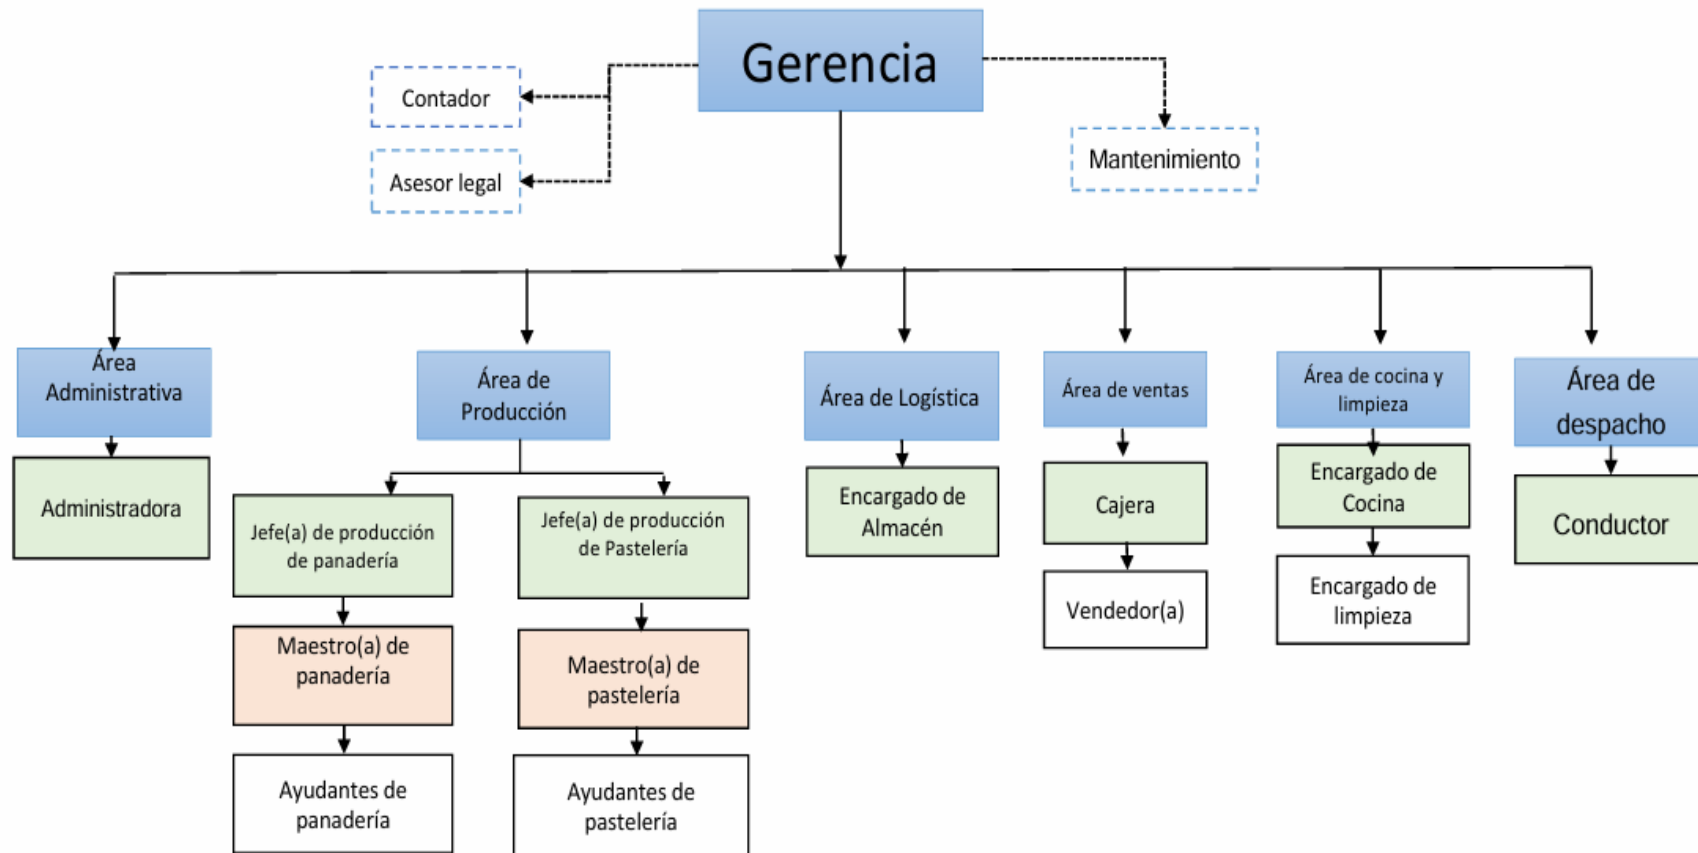 Gerencia
Contador
Asesor legal
Mantenimiento
Área
Administrativa
Área de
Producción
Área de Logística
Área de ventas
Área de cocina y
limpieza
Área de
despacho
Administradora
Jefe(a) de producción
de panadería
Jefe(a) de producción
de Pastelería
Encargado de
Almacén
Cajera
Encargado de
Cocina
Conductor
Maestro(a) de
panadería
Maestro(a) de
pastelería
Vendedor(a)
Encargado de
limpieza
Ayudantes de
panadería
Ayudantes de
pastelería